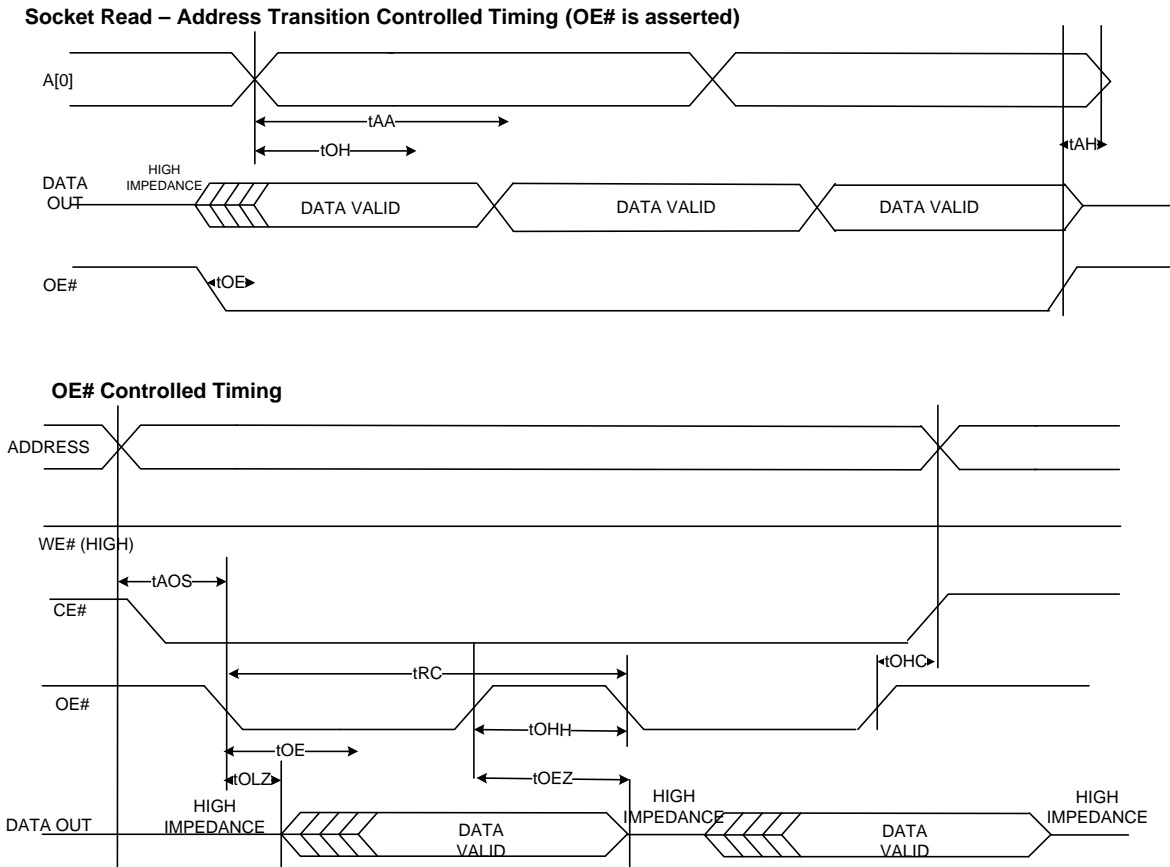 Socket Read – Address Transition Controlled Timing (OE# is asserted)
A[0]
tAA
tOH
tAH
HIGH
IMPEDANCE
DATA
OUT
DATA VALID
DATA VALID
DATA VALID
tOE
OE#
OE# Controlled Timing
ADDRESS
WE# (HIGH)
tAOS
CE#
tOHC
tRC
OE#
tOHH
tOE
tOLZ
tOEZ
HIGH
IMPEDANCE
HIGH
IMPEDANCE
HIGH
IMPEDANCE
DATA OUT
DATA
VALID
DATA
VALID